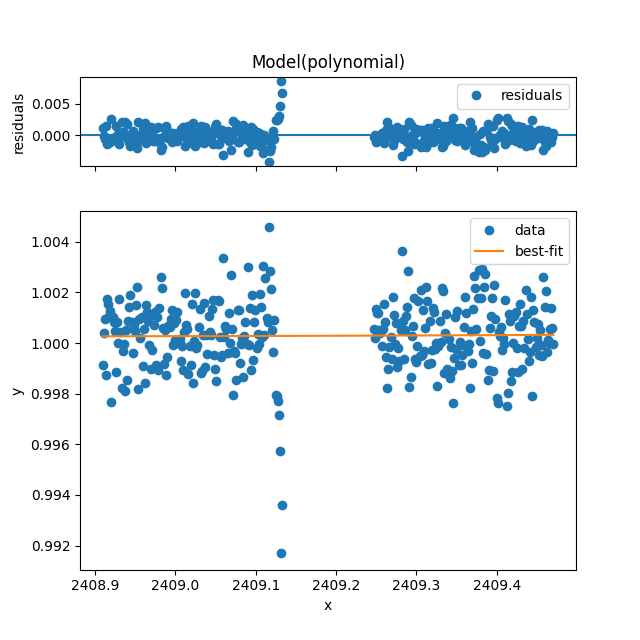 Model(polynomial)
residuals
0.005
0.000
residuals
data
best-fit
y
1.004
1.002
1.000
0.998
0.996
0.994
0.992
2408.9 2409.0 2409.1 2409.2 2409.3 2409.4
x